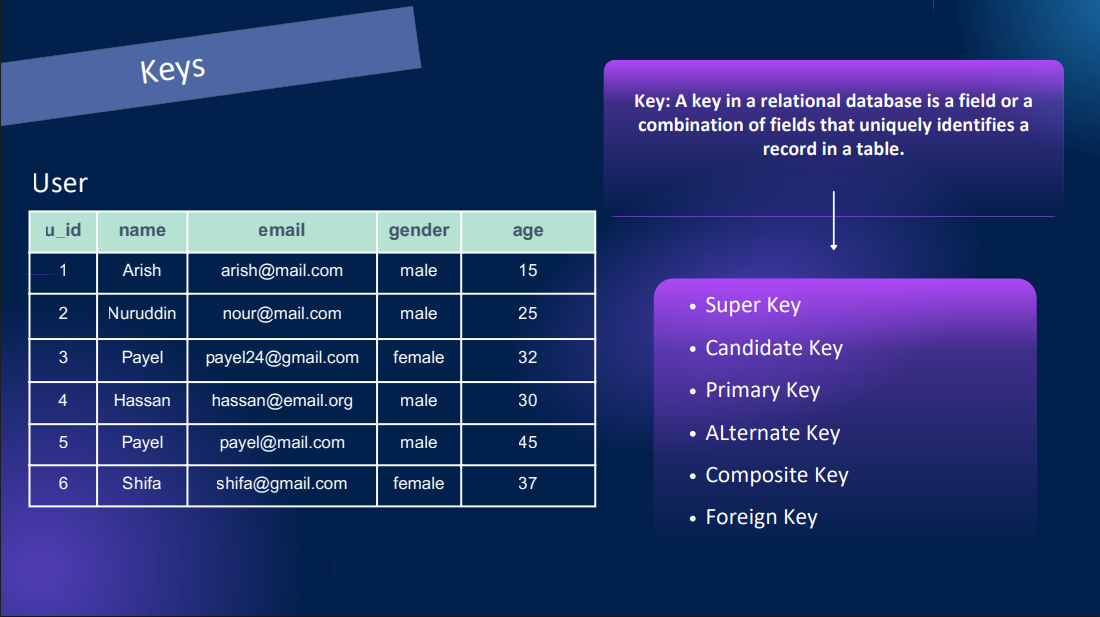 Keys
User
u_id name email gender age
1 Arish arish@mail.com male 15
2 Nuruddin nour@mail.com male 25
3 Payel payel24@gmail.com female 32
4 Hassan hassan@email.org male 30
5 Payel payel@mail.com male 45
6 Shifa shifa@gmail.com female 37
Key: A key in a relational database is a field or a
combination of fields that uniquely identifies a
record in a table.
• Super Key
• Candidate Key
• Primary Key
• ALternate Key
• Composite Key
• Foreign Key